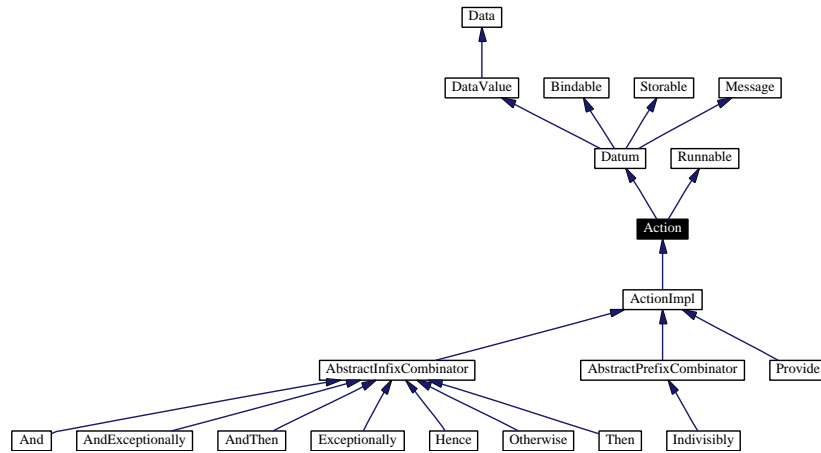 Data
DataValue
Bindable
Storable
Message
Datum
Runnable
Action
ActionImpl
AbstractInfixCombinator
AbstractPrefixCombinator
Provide
And
AndExceptionally
AndThen
Exceptionally
Hence
Otherwise
Then
Indivisibly